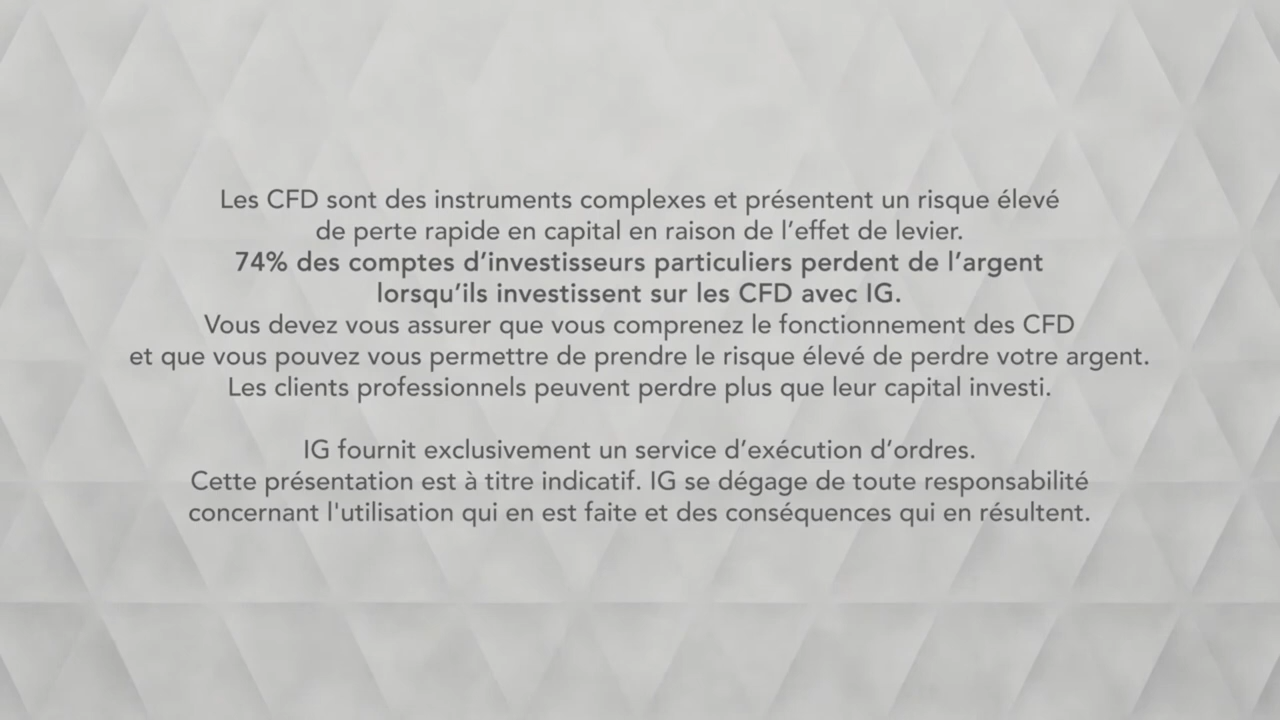 Les CFD sont des instruments complexes et présentent un risque élevé
de perte rapide en capital en raison de l’effet de levier.
74% des comptes d’investisseurs particuliers perdent de l’argent
lorsqu’ils investissent sur les CFD avec IG.
Vous devez vous assurer que vous comprenez le fonctionnement des CFD
et que vous pouvez vous permettre de prendre le risque élevé de perdre votre argent.
Les clients professionnels peuvent perdre plus que leur capital investi.
IG fournit exclusivement un service d’exécution d’ordres.
Cette présentation est à titre indicatif. IG se dégage de toute responsabilité
concernant l'utilisation qui en est faite et des conséquences qui en résultent.